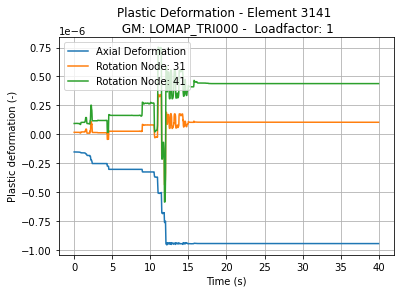 Plastic Deformation - Element 3141
GM: LOMAP_TRI000 - Loadfactor: 1
1e−6
Axial Deformation
Rotation Node: 31
Rotation Node: 41
Plastic deformation (-)
0.75
0.50
0.25
0.00
−0.25
−0.50
−0.75
−1.00
0 5 10 15 20 25 30 35 40
Time (s)